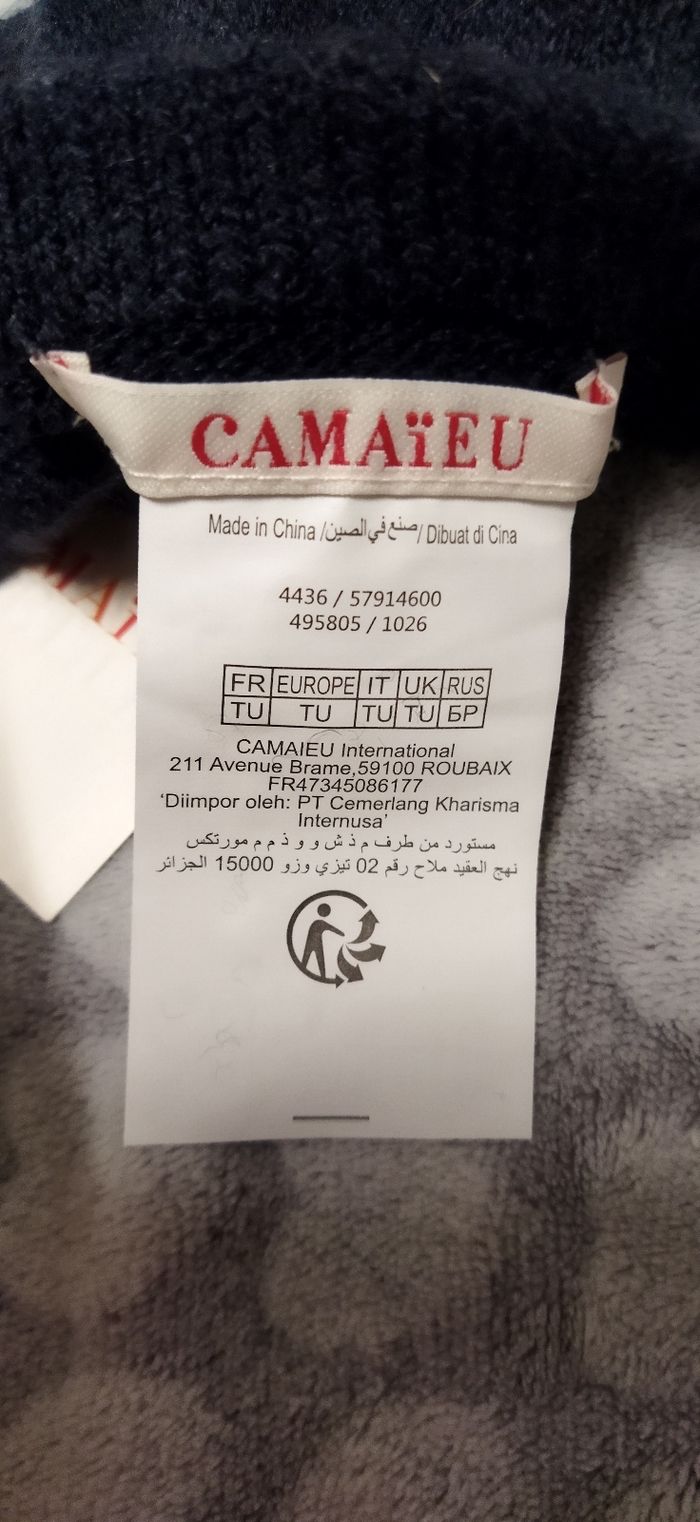 CAMAïEU
Made in China /صنع في الصين/ Dibuat di Cina
4436 / 57914600
495805 / 1026
FR EUROPE IT UK RUS
TU TU TU TU БР
CAMAIEU International
211 Avenue Brame,59100 ROUBAIX
FR47345086177
‘Diimpor oleh: PT Cemerlang Kharisma
Internusa’
مستورد من طرف م ذ ش و و ذ م م مورتكس
نهج العقيد ملاح رقم 02 تيزي وزو 15000 الجزائر
MAÏ